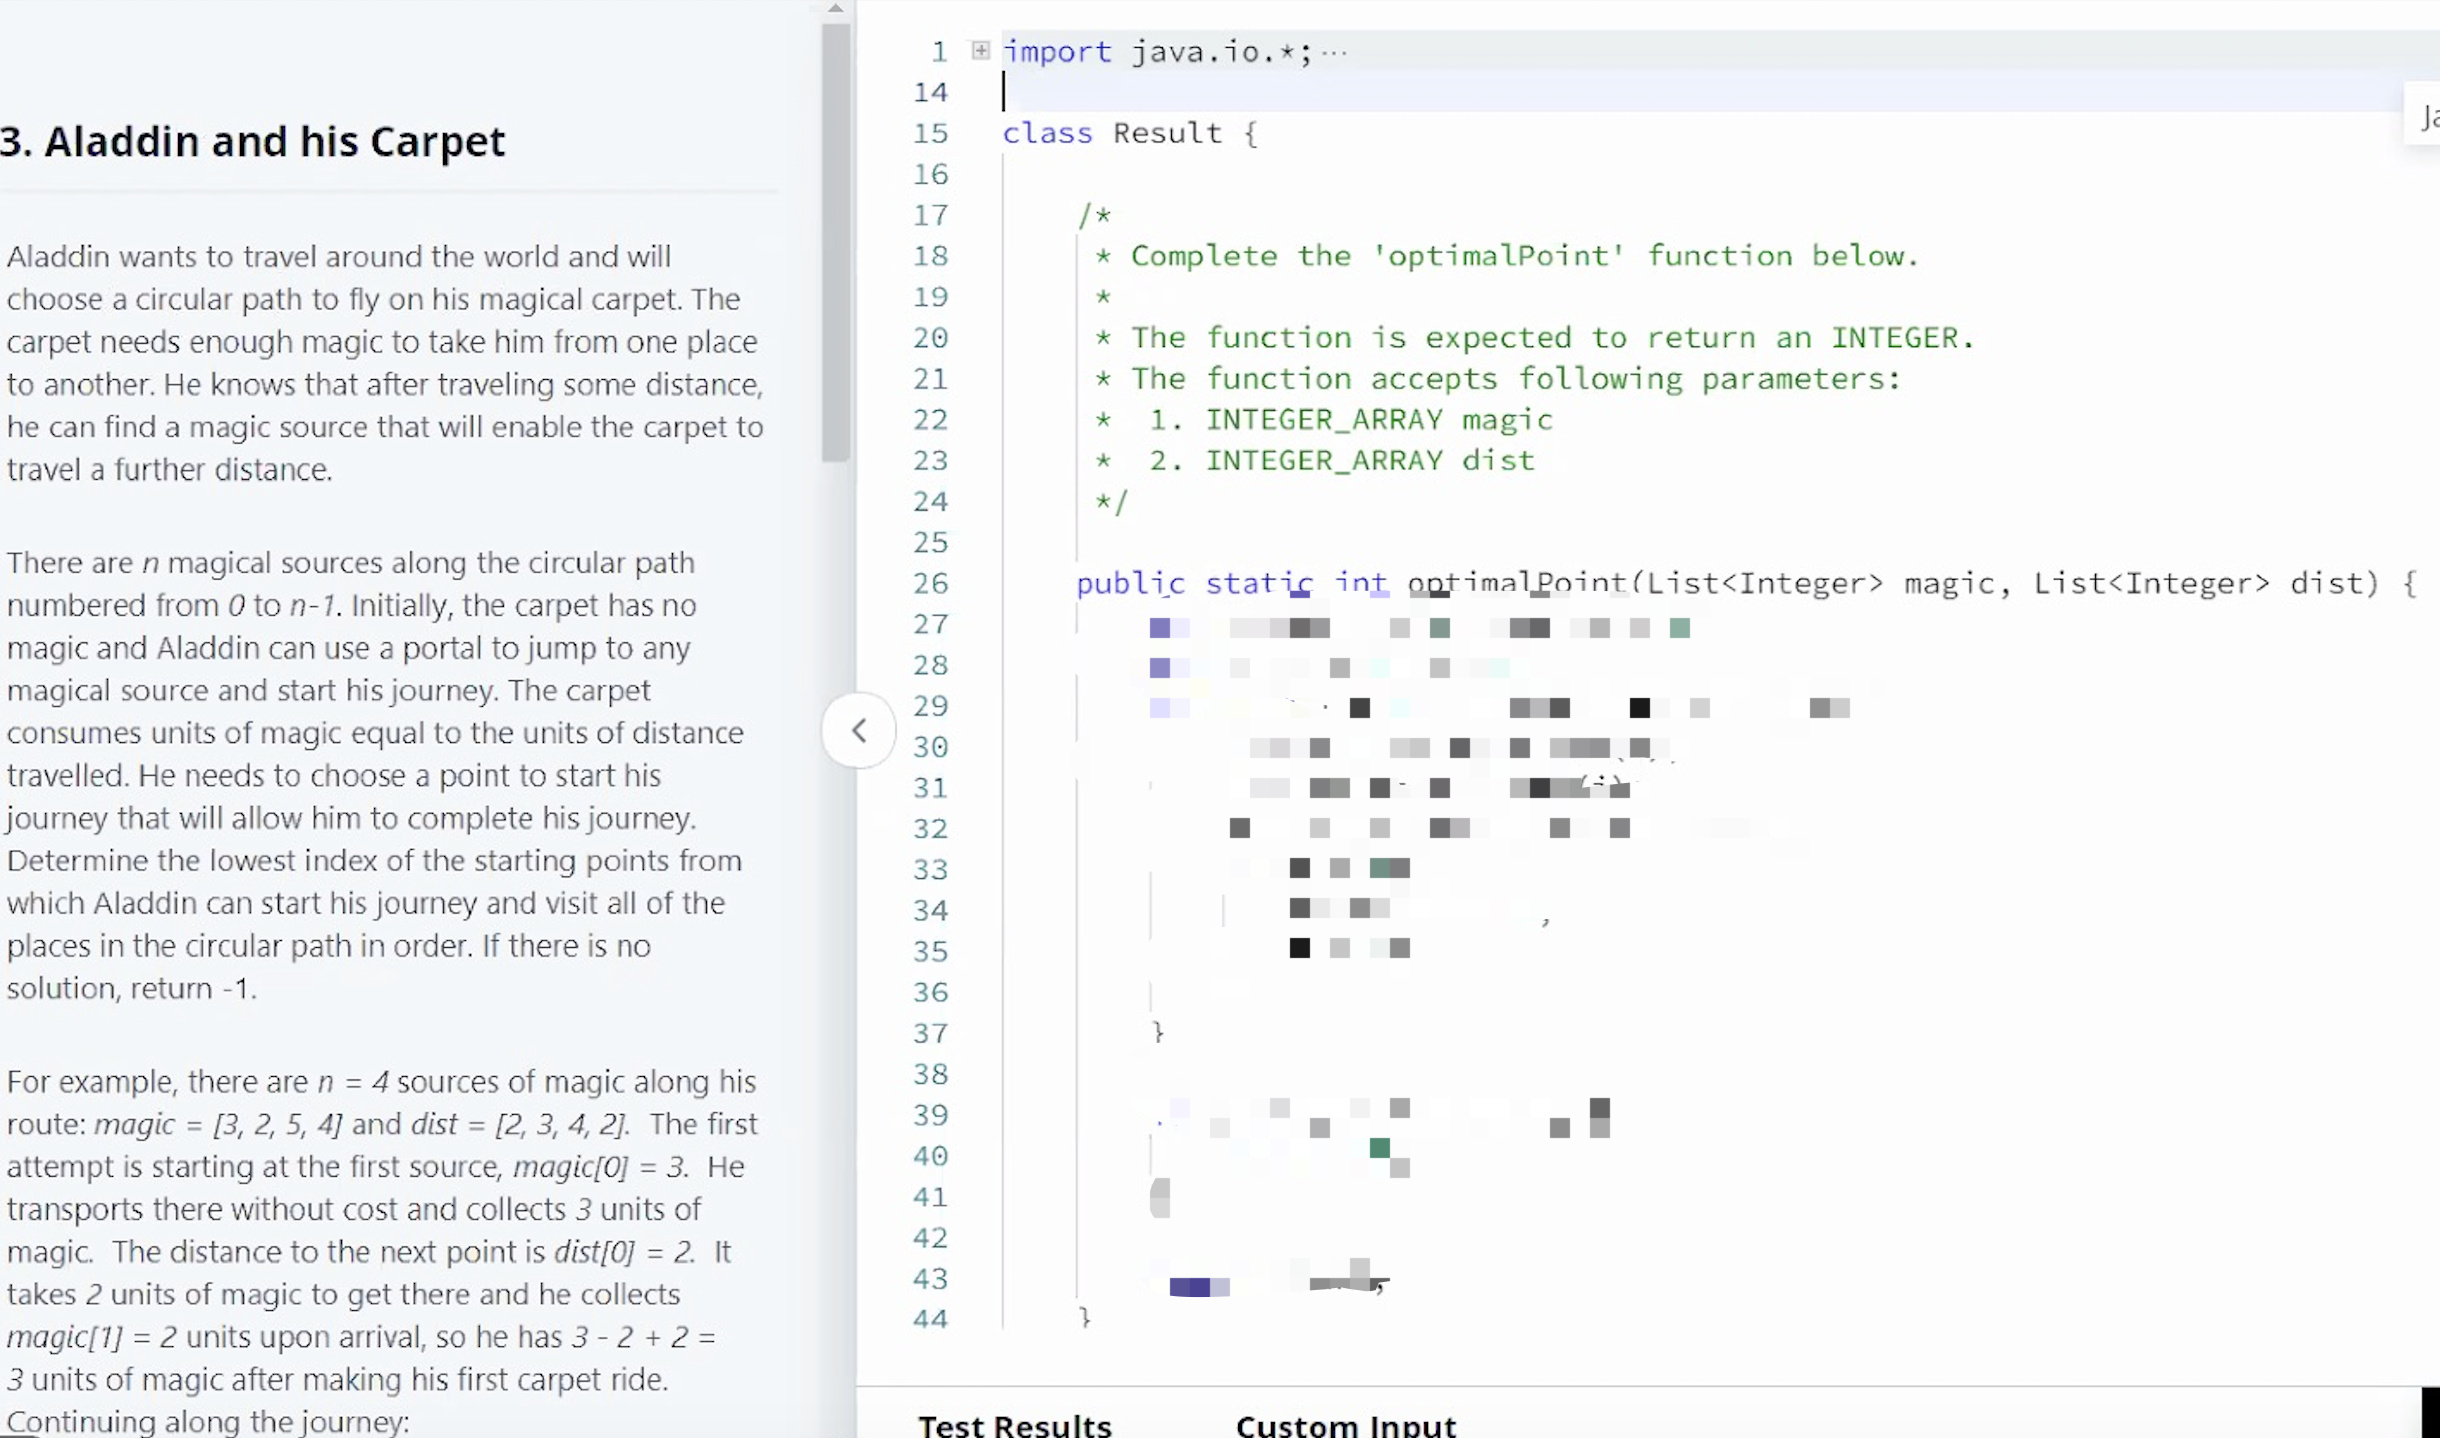 3. Aladdin and his Carpet
Aladdin wants to travel around the world and will
choose a circular path to fly on his magical carpet. The
carpet needs enough magic to take him from one place
to another. He knows that after traveling some distance,
he can find a magic source that will enable the carpet to
travel a further distance.
There are n magical sources along the circular path
numbered from 0 to n-1. Initially, the carpet has no
magic and Aladdin can use a portal to jump to any
magical source and start his journey. The carpet
consumes units of magic equal to the units of distance
travelled. He needs to choose a point to start his
journey that will allow him to complete his journey.
Determine the lowest index of the starting points from
which Aladdin can start his journey and visit all of the
places in the circular path in order. If there is no
solution, return -1.
For example, there are n = 4 sources of magic along his
route: magic = [3, 2, 5, 4] and dist = [2, 3, 4, 2]. The first
attempt is starting at the first source, magic[0] = 3. He
transports there without cost and collects 3 units of
magic. The distance to the next point is dist[0] = 2. It
takes 2 units of magic to get there and he collects
magic[1] = 2 units upon arrival, so he has 3 - 2 + 2 =
3 units of magic after making his first carpet ride.
Continuing along the journey:
1 import java.io.*; ···
14
15 class Result {
16
17 /*
18 * Complete the 'optimalPoint' function below.
19 *
20 * The function is expected to return an INTEGER.
21 * The function accepts following parameters:
22 * 1. INTEGER_ARRAY magic
23 * 2. INTEGER_ARRAY dist
24 */
25
26 public static int optimalPoint(List<Integer> magic, List<Integer> dist) {
27
28
29
30
31
32
33
34
35
36
37 }
38
39
40
41
42
43
44 }
Test Results Custom Input